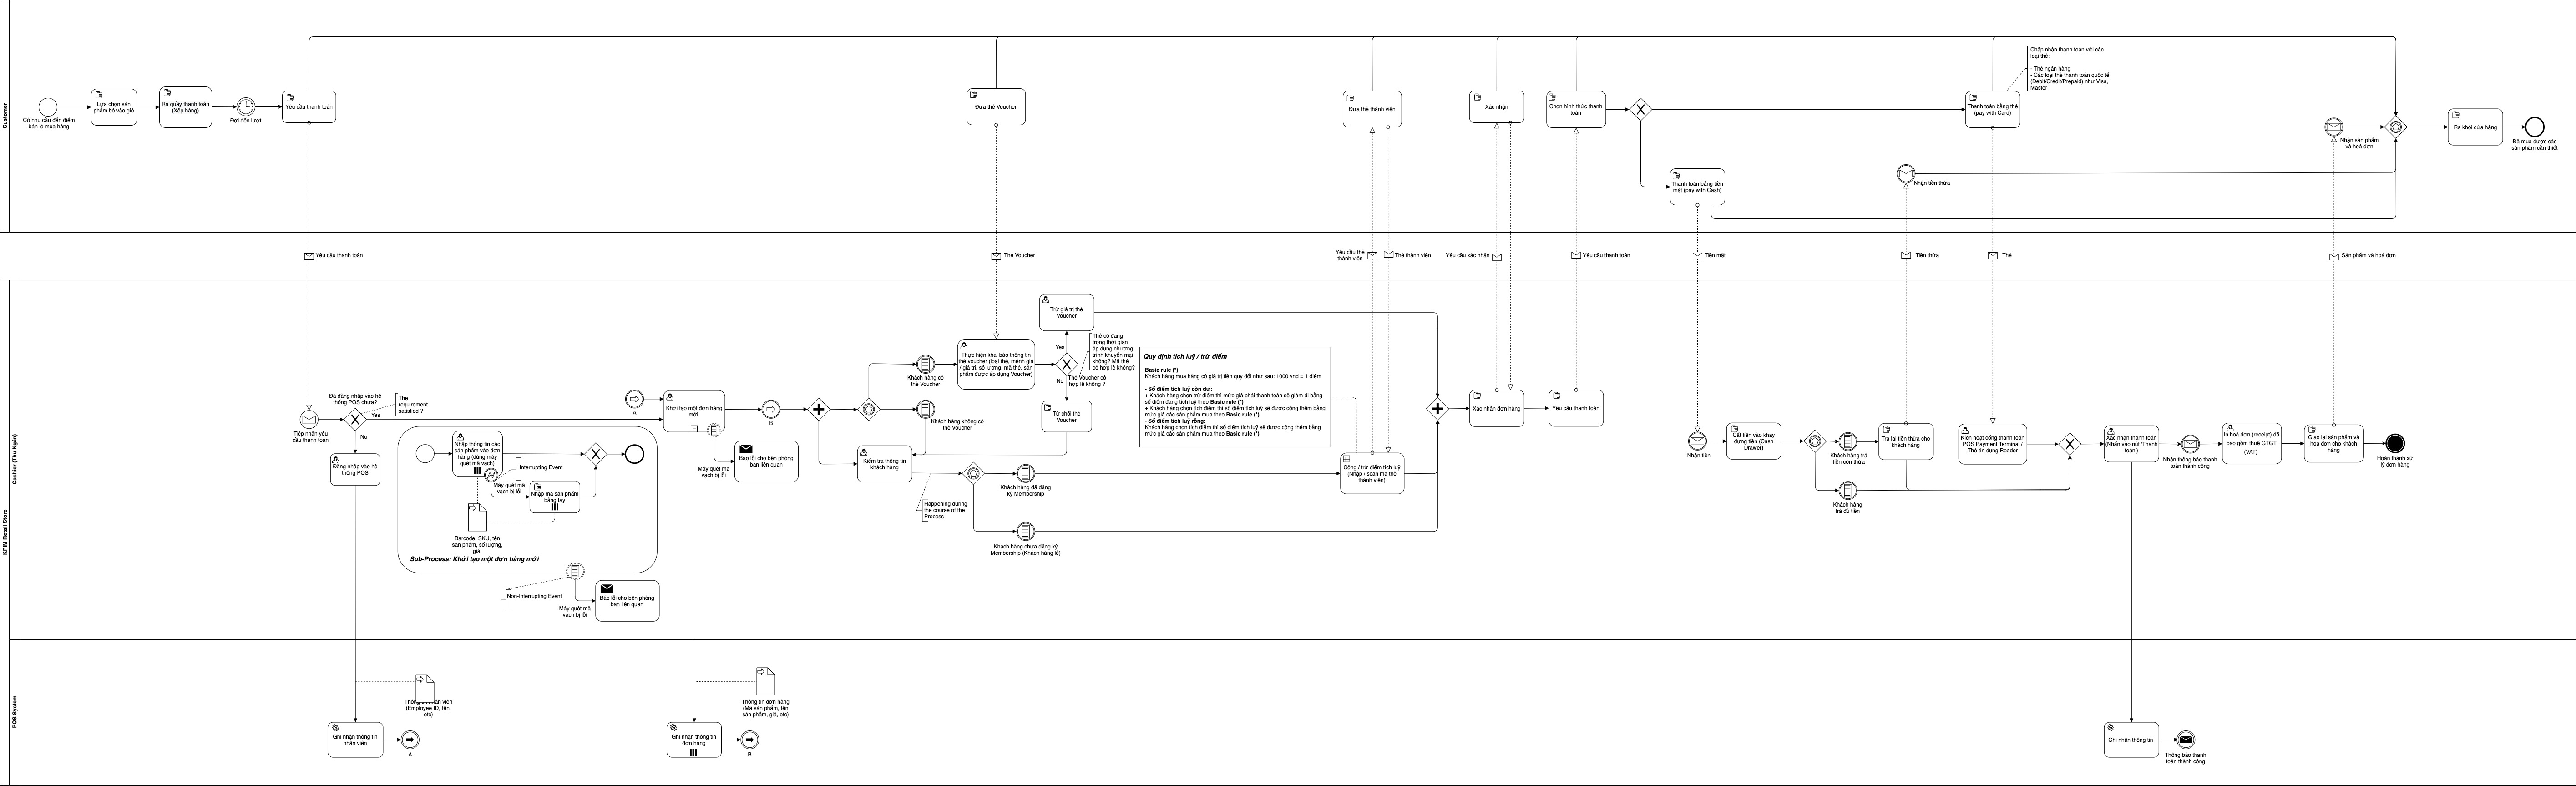 Customer
Có nhu cầu đến điểm
bán lẻ mua hàng
Lựa chọn sản
phẩm bỏ vào giỏ
Ra quầy thanh toán
(Xếp hàng)
Đợi đến lượt
Yêu cầu thanh toán
Đưa thẻ Voucher
Đưa thẻ thành viên
Xác nhận
Chọn hình thức thanh
toán
Thanh toán bằng tiền
mặt (pay with Cash)
Nhận tiền thừa
Thanh toán bằng thẻ
(pay with Card)
Chấp nhận thanh toán với các
loại thẻ:
- Thẻ ngân hàng
- Các loại thẻ thanh toán quốc tế
(Debit/Credit/Prepaid) như Visa,
Master
Nhận sản phẩm
và hoá đơn
Ra khỏi cửa hàng
Đã mua được các
sản phẩm cần thiết
Yêu cầu thanh toán
Thẻ Voucher
Yêu cầu thẻ
thành viên
Thẻ thành viên
Yêu cầu xác nhận
Yêu cầu thanh toán
Tiền mặt
Tiền thừa
Thẻ
Sản phẩm và hoá đơn
KPIM Retail Store
Cashier (Thu Ngân)
Tiếp nhận yêu
cầu thanh toán
Đã đăng nhập vào hệ
thống POS chưa?
Yes
No
The
requirement
satisfied ?
Đăng nhập vào hệ
thống POS
Nhập thông tin các
sản phẩm vào đơn
hàng (dùng máy
quét mã vạch)
Interrupting Event
Máy quét mã
vạch bị lỗi
Nhập mã sản phẩm
bằng tay
Barcode, SKU, tên
sản phẩm, số lượng,
giá
Sub-Process: Khởi tạo một đơn hàng mới
Non-Interrupting Event
Máy quét mã
vạch bị lỗi
Báo lỗi cho bên phòng
ban liên quan
A
Khởi tạo một đơn hàng
mới
Máy quét mã
vạch bị lỗi
Báo lỗi cho bên phòng
ban liên quan
B
Khách hàng có
thẻ Voucher
Khách hàng không có
thẻ Voucher
Kiểm tra thông tin
khách hàng
Thực hiện khai báo thông tin
thẻ voucher (loại thẻ, mệnh giá
/ giá trị, số lượng, mã thẻ, sản
phẩm được áp dụng Voucher)
Trừ giá trị thẻ
Voucher
Yes
No
Thẻ có đang
trong thời gian
áp dụng chương
trình khuyến mại
không? Mã thẻ
có hợp lệ không?
Thẻ Voucher có
hợp lệ không ?
Từ chối thẻ
Voucher
Happening during
the course of the
Process
Khách hàng đã đăng
ký Membership
Khách hàng chưa đăng ký
Membership (Khách hàng lẻ)
Quy định tích luỹ / trừ điểm
Basic rule (*)
Khách hàng mua hàng có giá trị tiền quy đổi như sau: 1000 vnd = 1 điểm
- Số điểm tích luỹ còn dư:
+ Khách hàng chọn trừ điểm thì mức giá phải thanh toán sẽ giảm đi bằng
số điểm đang tích luỹ theo Basic rule (*)
+ Khách hàng chọn tích điểm thì số điểm tích luỹ sẽ được cộng thêm bằng
mức giá các sản phẩm mua theo Basic rule (*)
- Số điểm tích luỹ rỗng:
Khách hàng chọn tích điểm thì số điểm tích luỹ sẽ được cộng thêm bằng
mức giá các sản phẩm mua theo Basic rule (*)
Cộng / trừ điểm tích luỹ
(Nhập / scan mã thẻ
thành viên)
Xác nhận đơn hàng
Yêu cầu thanh toán
Nhận tiền
Cất tiền vào khay
đựng tiền (Cash
Drawer)
Khách hàng trả
tiền còn thừa
Khách hàng
trả đủ tiền
Trả lại tiền thừa cho
khách hàng
Kích hoạt cổng thanh toán
POS Payment Terminal /
Thẻ tín dụng Reader
Xác nhận thanh toán
(Nhấn vào nút 'Thanh
toán')
Nhận thông báo thanh
toán thành công
In hoá đơn (receipt) đã
bao gồm thuế GTGT
(VAT)
Giao lại sản phẩm và
hoá đơn cho khách
hàng
Hoàn thành xử
lý đơn hàng
POS System
(Employee ID, tên,
etc)
Ghi nhận thông tin
nhân viên
A
Thông tin đơn hàng
(Mã sản phẩm, tên
sản phẩm, giá, etc)
Ghi nhận thông tin
đơn hàng
B
Ghi nhận thông tin
Thông báo thanh
toán thành công